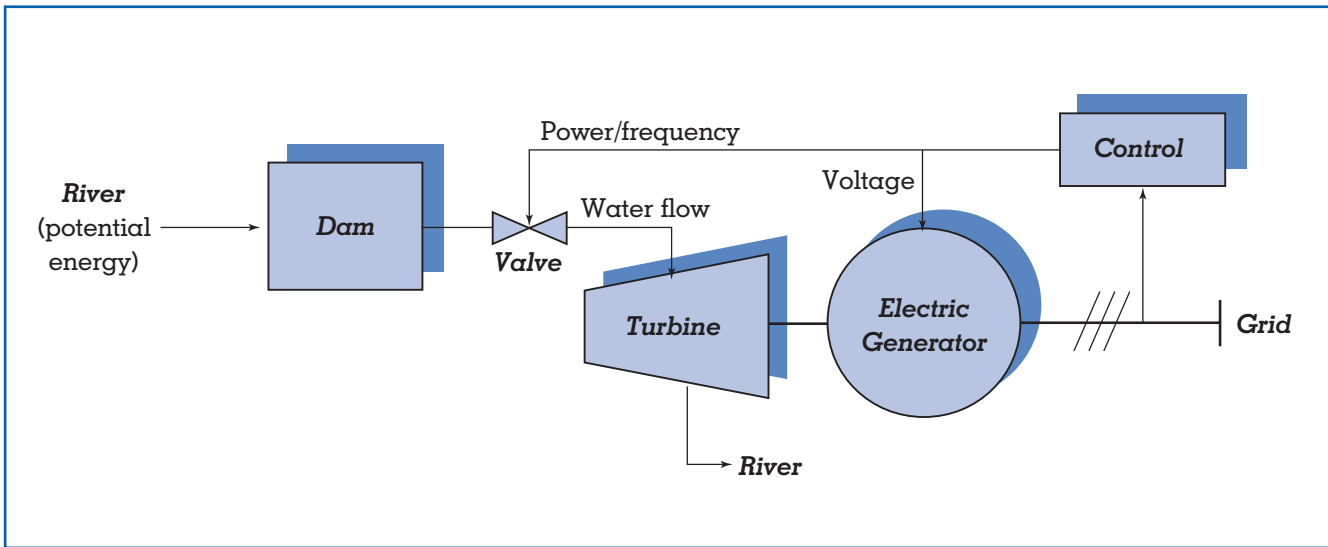 River
(potential
energy)
Dam
Power/frequency
Valve
Water flow
Turbine
River
Voltage
Electric
Generator
Control
Grid